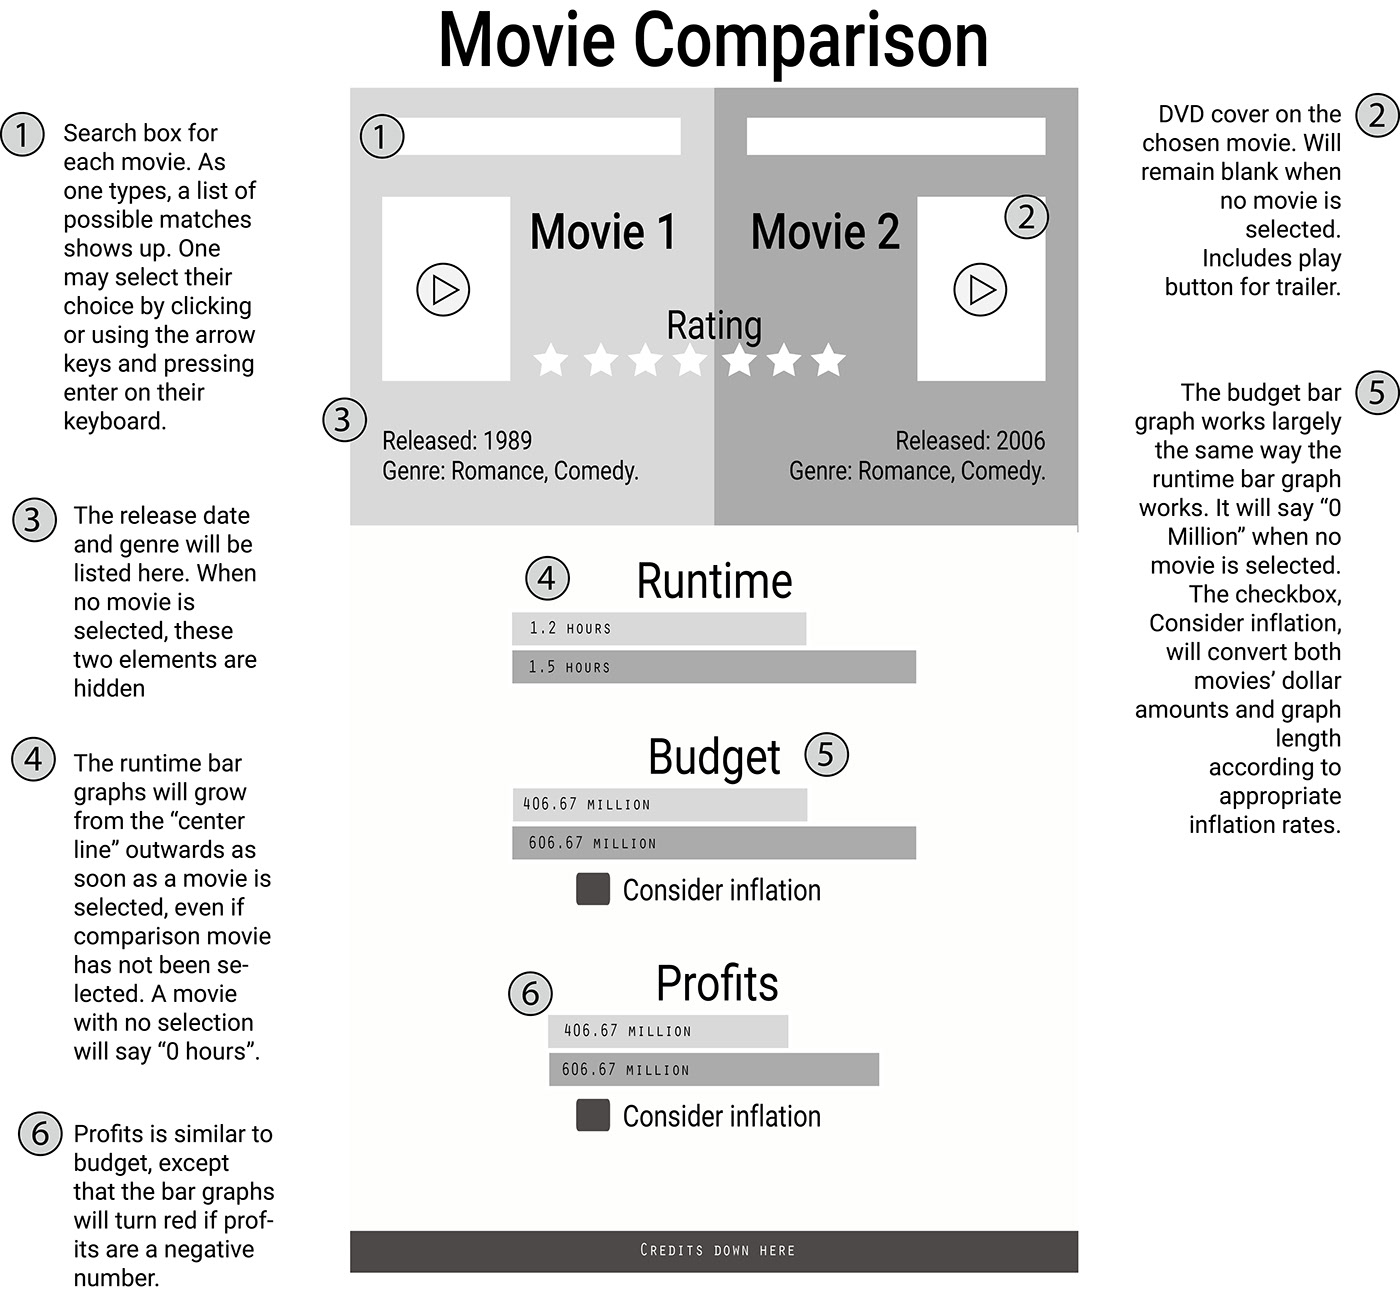 Movie Comparison
1
Search box for
each movie. As
one types, a list of
possible matches
shows up. One
may select their
choice by clicking
or using the arrow
keys and pressing
enter on their
keyboard.
3
The release date
and genre will be
listed here. When
no movie is
selected, these
two elements are
hidden
4
The runtime bar
graphs will grow
from the “center
line” outwards as
soon as a movie is
selected, even if
comparison movie
has not been se-
lected. A movie
with no selection
will say “0 hours”.
6
Profits is similar to
budget, except
that the bar graphs
will turn red if prof-
its are a negative
number.
1
2
Movie 1
Movie 2
Rating
3
Released: 1989
Genre: Romance, Comedy.
Released: 2006
Genre: Romance, Comedy.
4
Runtime
1.2 HOURS
1.5 HOURS
Budget
5
406.67 MILLION
606.67 MILLION
Consider inflation
6
Profits
406.67 MILLION
606.67 MILLION
Consider inflation
CREDITS DOWN HERE
2
DVD cover on the
chosen movie. Will
remain blank when
no movie is
selected.
Includes play
button for trailer.
5
The budget bar
graph works largely
the same way the
runtime bar graph
works. It will say “0
Million” when no
movie is selected.
The checkbox,
Consider inflation,
will convert both
movies’ dollar
amounts and graph
length
according to
appropriate
inflation rates.